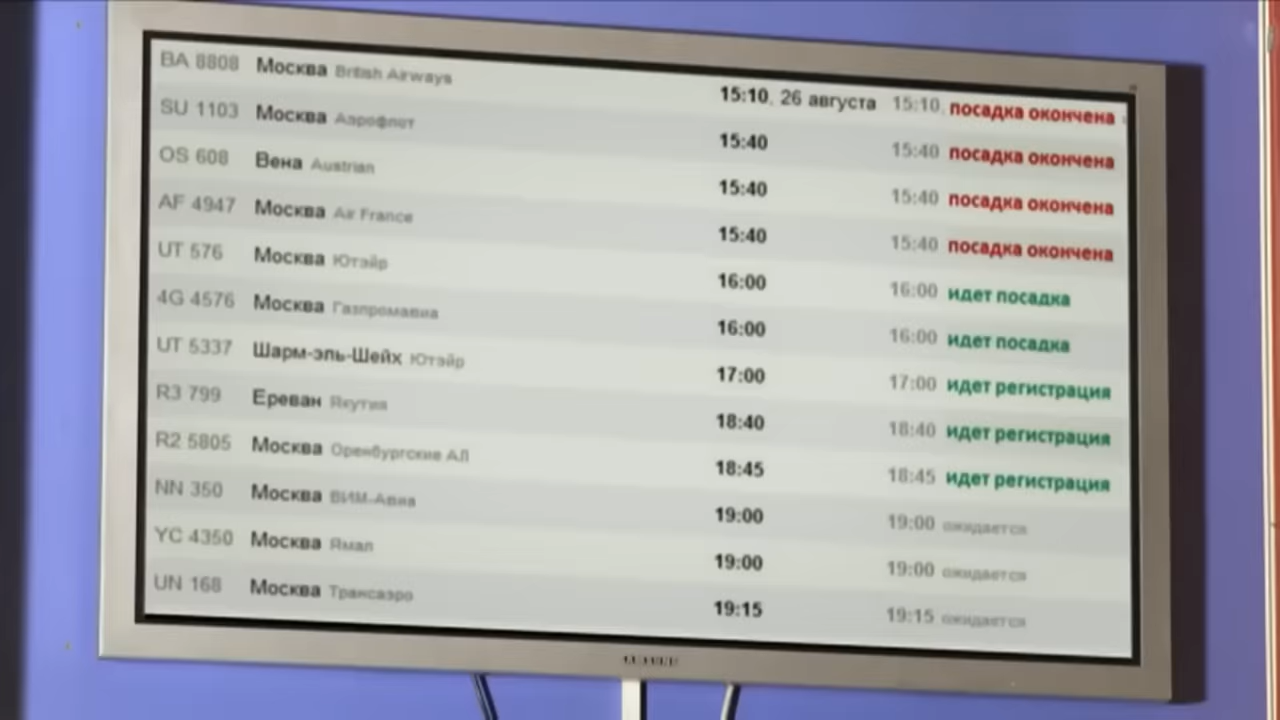 BA 8808 Москва British Airways 15:10, 26 августа 15:10, посадка окончена
SU 1103 Москва Аэрофлот 15:40 15:40 посадка окончена
OS 608 Вена Austrian 15:40 15:40 посадка окончена
AF 4947 Москва Air France 15:40 15:40 посадка окончена
UT 576 Москва Ютэйр 16:00 16:00 идет посадка
4G 4576 Москва Газпромавиа 16:00 16:00 идет посадка
UT 5337 Шарм-эль-Шейх Ютэйр 17:00 17:00 идет регистрация
R3 799 Ереван Якутия 18:40 18:40 идет регистрация
R2 5805 Москва Оренбургские АЛ 18:45 18:45 идет регистрация
NN 350 Москва ВИМ-Авиа 19:00 19:00 ожидается
YC 4350 Москва Ямал 19:00 19:00 ожидается
UN 168 Москва Трансаэро 19:15 19:15 ожидается
SAMSUNG